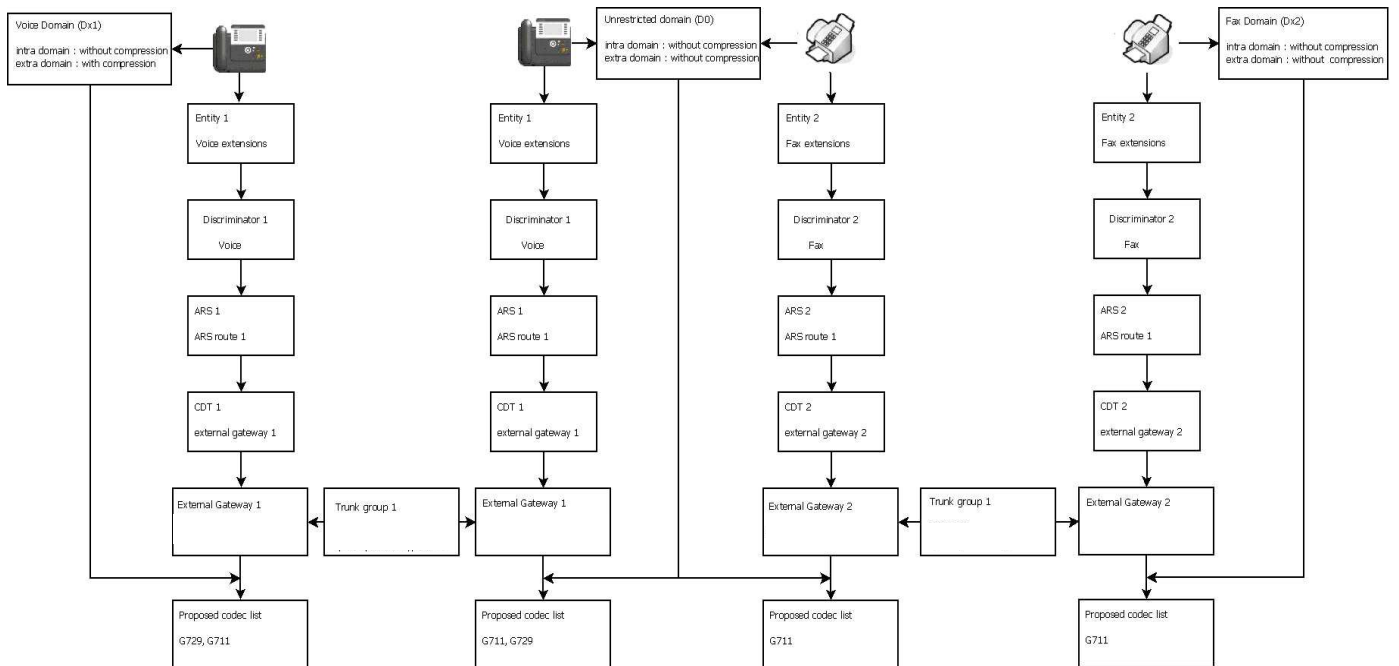 Voice Domain (Dx1)
intra domain : without compression
extra domain : with compression
Unrestricted domain (D0)
intra domain : without compression
extra domain : without compression
Fax Domain (Dx2)
intra domain : without compression
extra domain : without compression
Entity 1
Voice extensions
Entity 1
Voice extensions
Entity 2
Fax extensions
Entity 2
Fax extensions
Discriminator 1
Voice
Discriminator 1
Voice
Discriminator 2
Fax
Discriminator 2
Fax
ARS 1
ARS route 1
ARS 1
ARS route 1
ARS 2
ARS route 1
ARS 2
ARS route 1
CDT 1
external gateway 1
CDT 1
external gateway 1
CDT 2
external gateway 2
CDT 2
external gateway 2
External Gateway 1
Trunk group 1
External Gateway 1
External Gateway 2
Trunk group 1
External Gateway 2
Proposed codec list
G729, G711
Proposed codec list
G711, G729
Proposed codec list
G711
Proposed codec list
G711